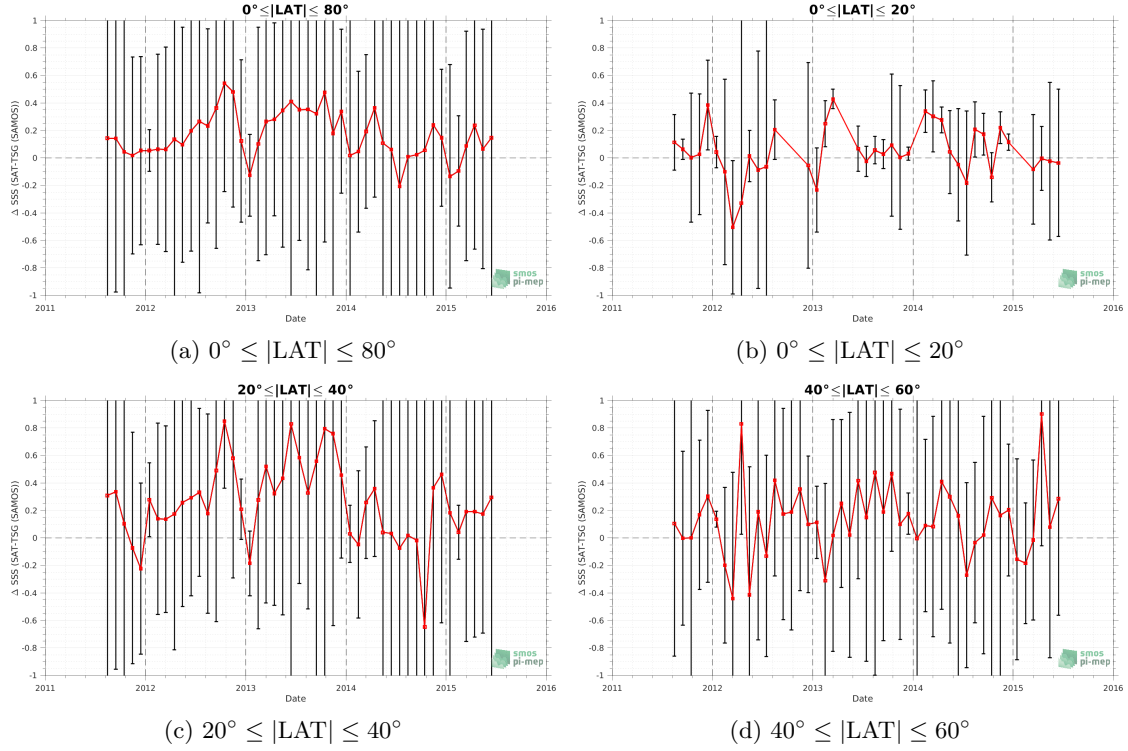 0°≤|LAT|≤ 80°
Δ SSS (SAT-TSG (SAMOS))
1
0.8
0.6
0.4
0.2
0
-0.2
-0.4
-0.6
-0.8
-1
2011
2012
2013
2014
2015
2016
Date
smos
pi-mep
(a) 0° ≤ |LAT| ≤ 80°
0°≤|LAT|≤ 20°
Δ SSS (SAT-TSG (SAMOS))
1
0.8
0.6
0.4
0.2
0
-0.2
-0.4
-0.6
-0.8
-1
2011
2012
2013
2014
2015
2016
Date
smos
pi-mep
(b) 0° ≤ |LAT| ≤ 20°
20°≤|LAT|≤ 40°
Δ SSS (SAT-TSG (SAMOS))
1
0.8
0.6
0.4
0.2
0
-0.2
-0.4
-0.6
-0.8
-1
2011
2012
2013
2014
2015
2016
Date
smos
pi-mep
(c) 20° ≤ |LAT| ≤ 40°
40°≤|LAT|≤ 60°
Δ SSS (SAT-TSG (SAMOS))
1
0.8
0.6
0.4
0.2
0
-0.2
-0.4
-0.6
-0.8
-1
2011
2012
2013
2014
2015
2016
Date
smos
pi-mep
(d) 40° ≤ |LAT| ≤ 60°